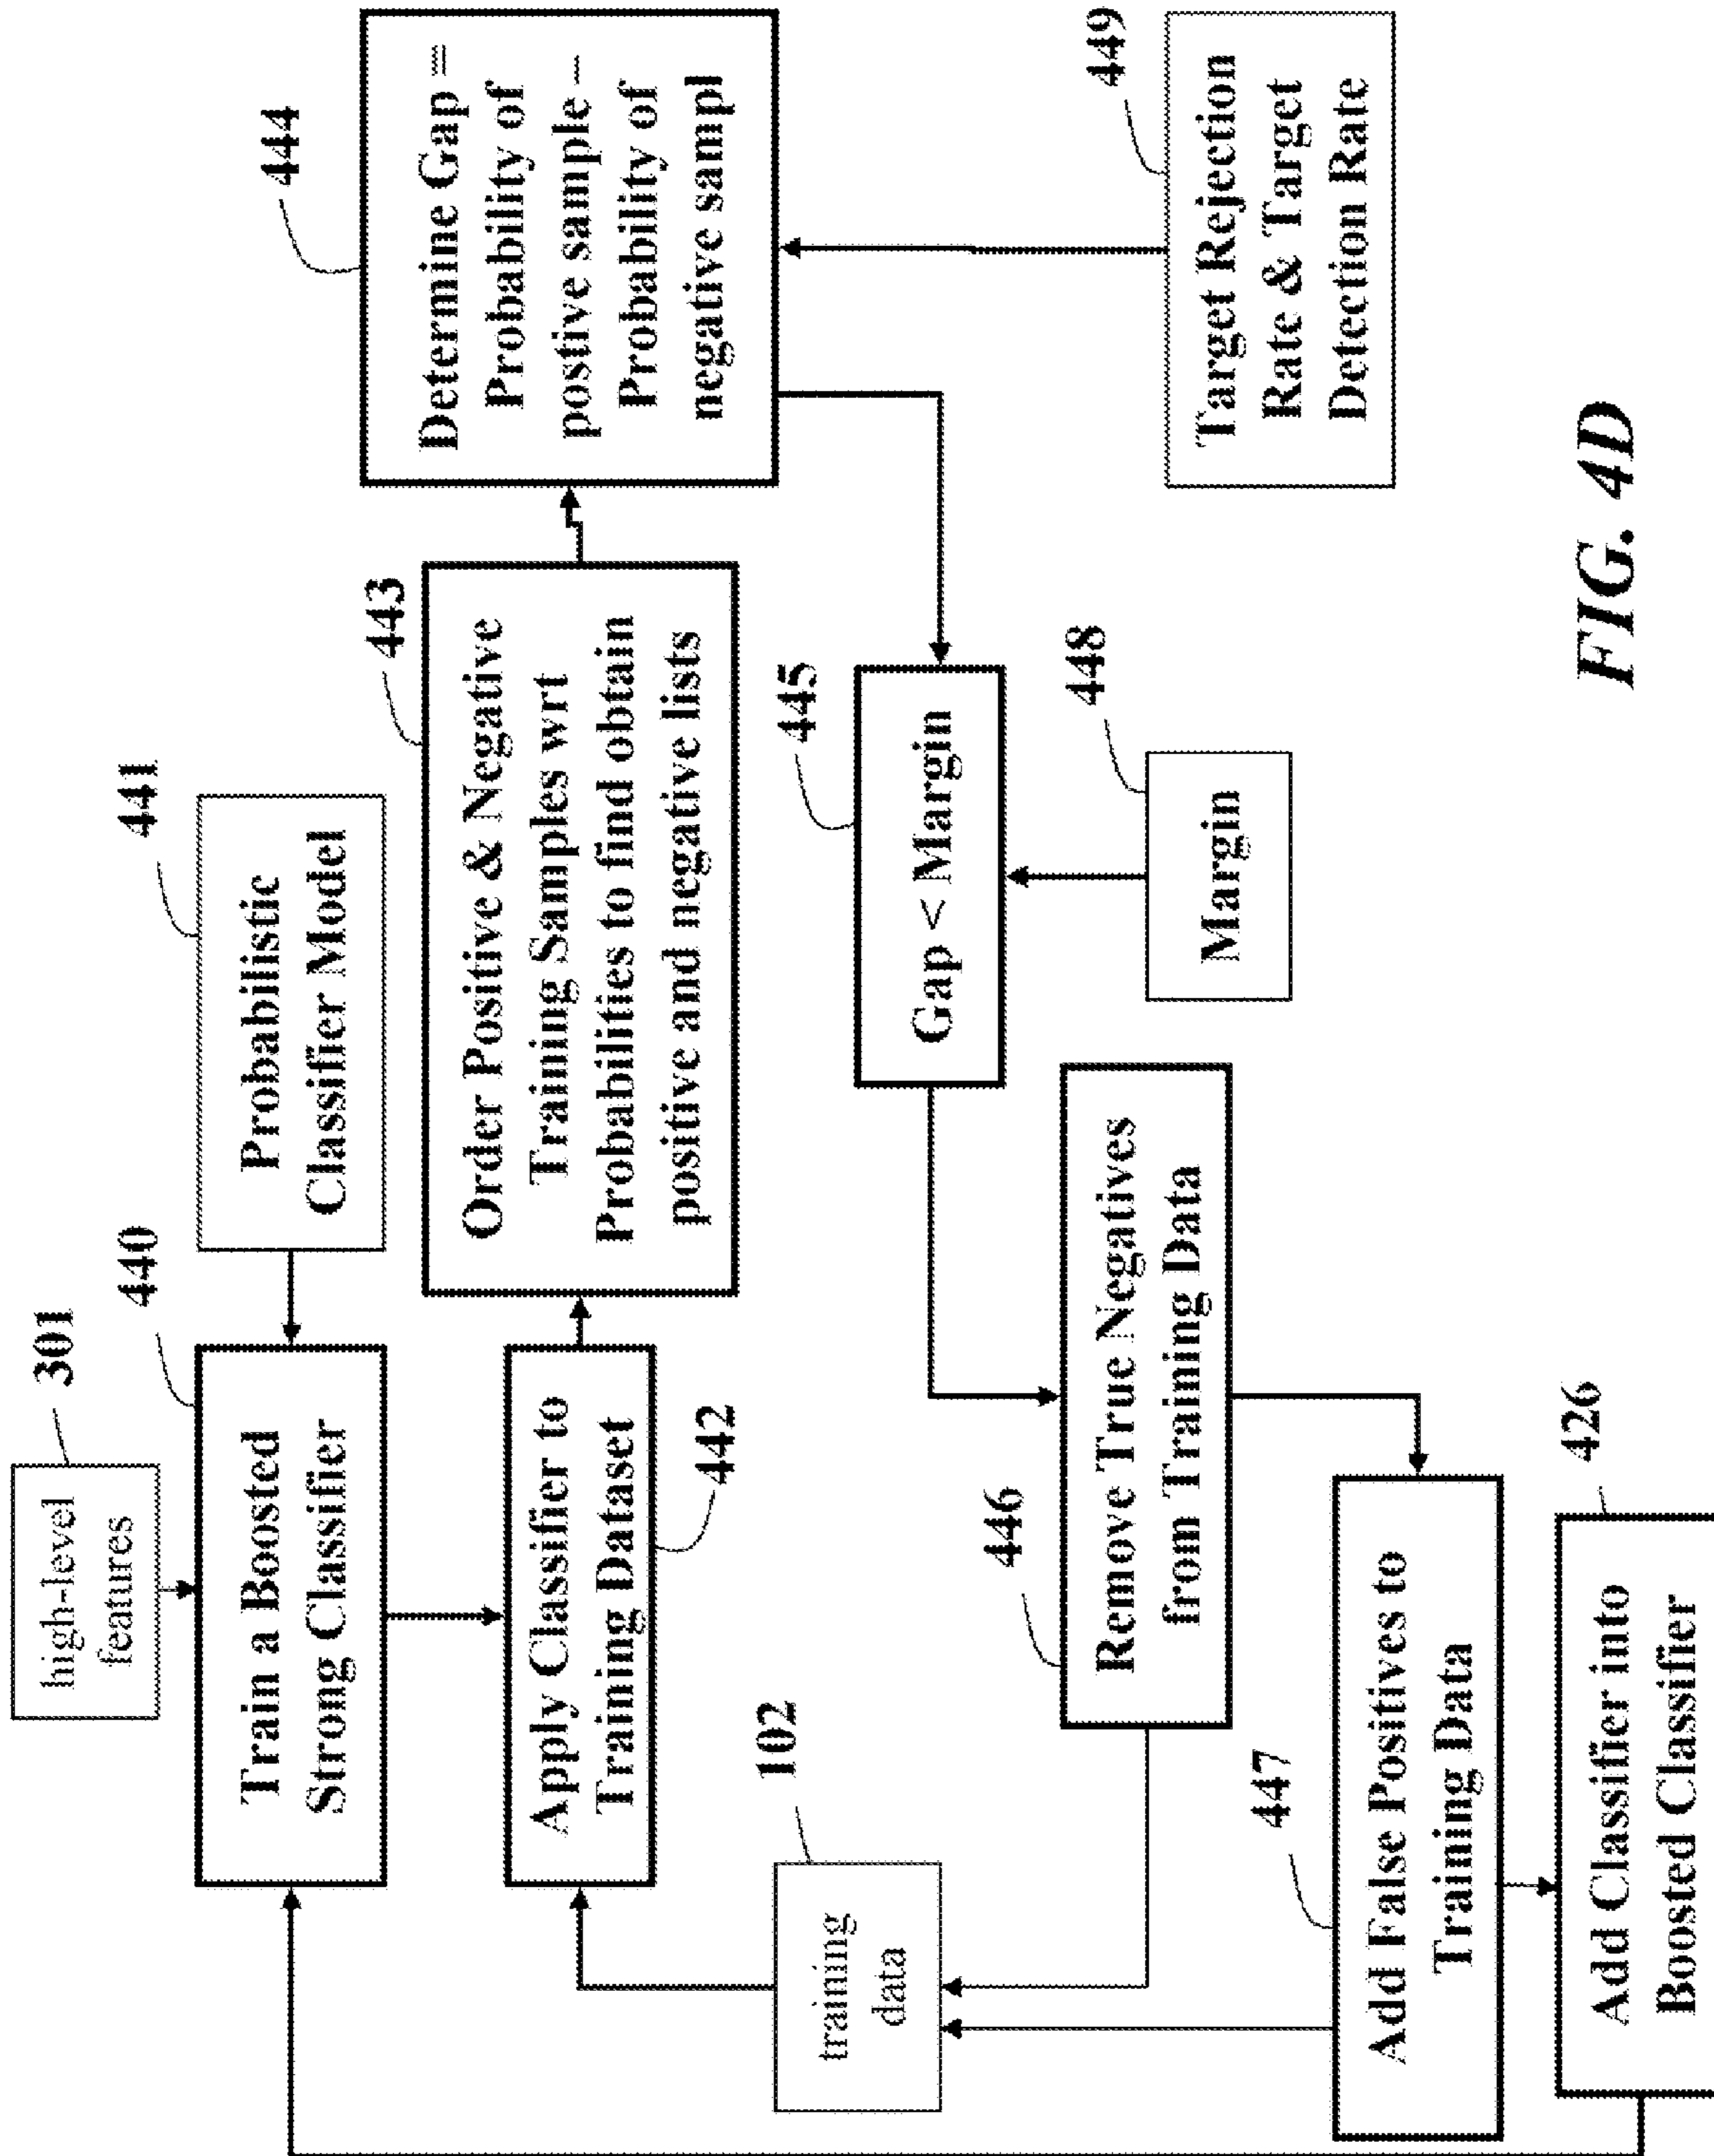 high-level
features
301
Train a Boosted
Strong Classifier
440
Probabilistic
Classifier Model
441
Apply Classifier to
Training Dataset
442
Order Positive & Negative
Training Samples wrt
Probabilities to find obtain
positive and negative lists
443
Determine Gap =
Probability of
postive sample –
Probability of
negative sampl
444
training
data
102
Gap < Margin
445
Margin
448
Remove True Negatives
from Training Data
446
Target Rejection
Rate & Target
Detection Rate
449
Add False Positives to
Training Data
447
Add Classifier into
Boosted Classifier
426
FIG. 4D